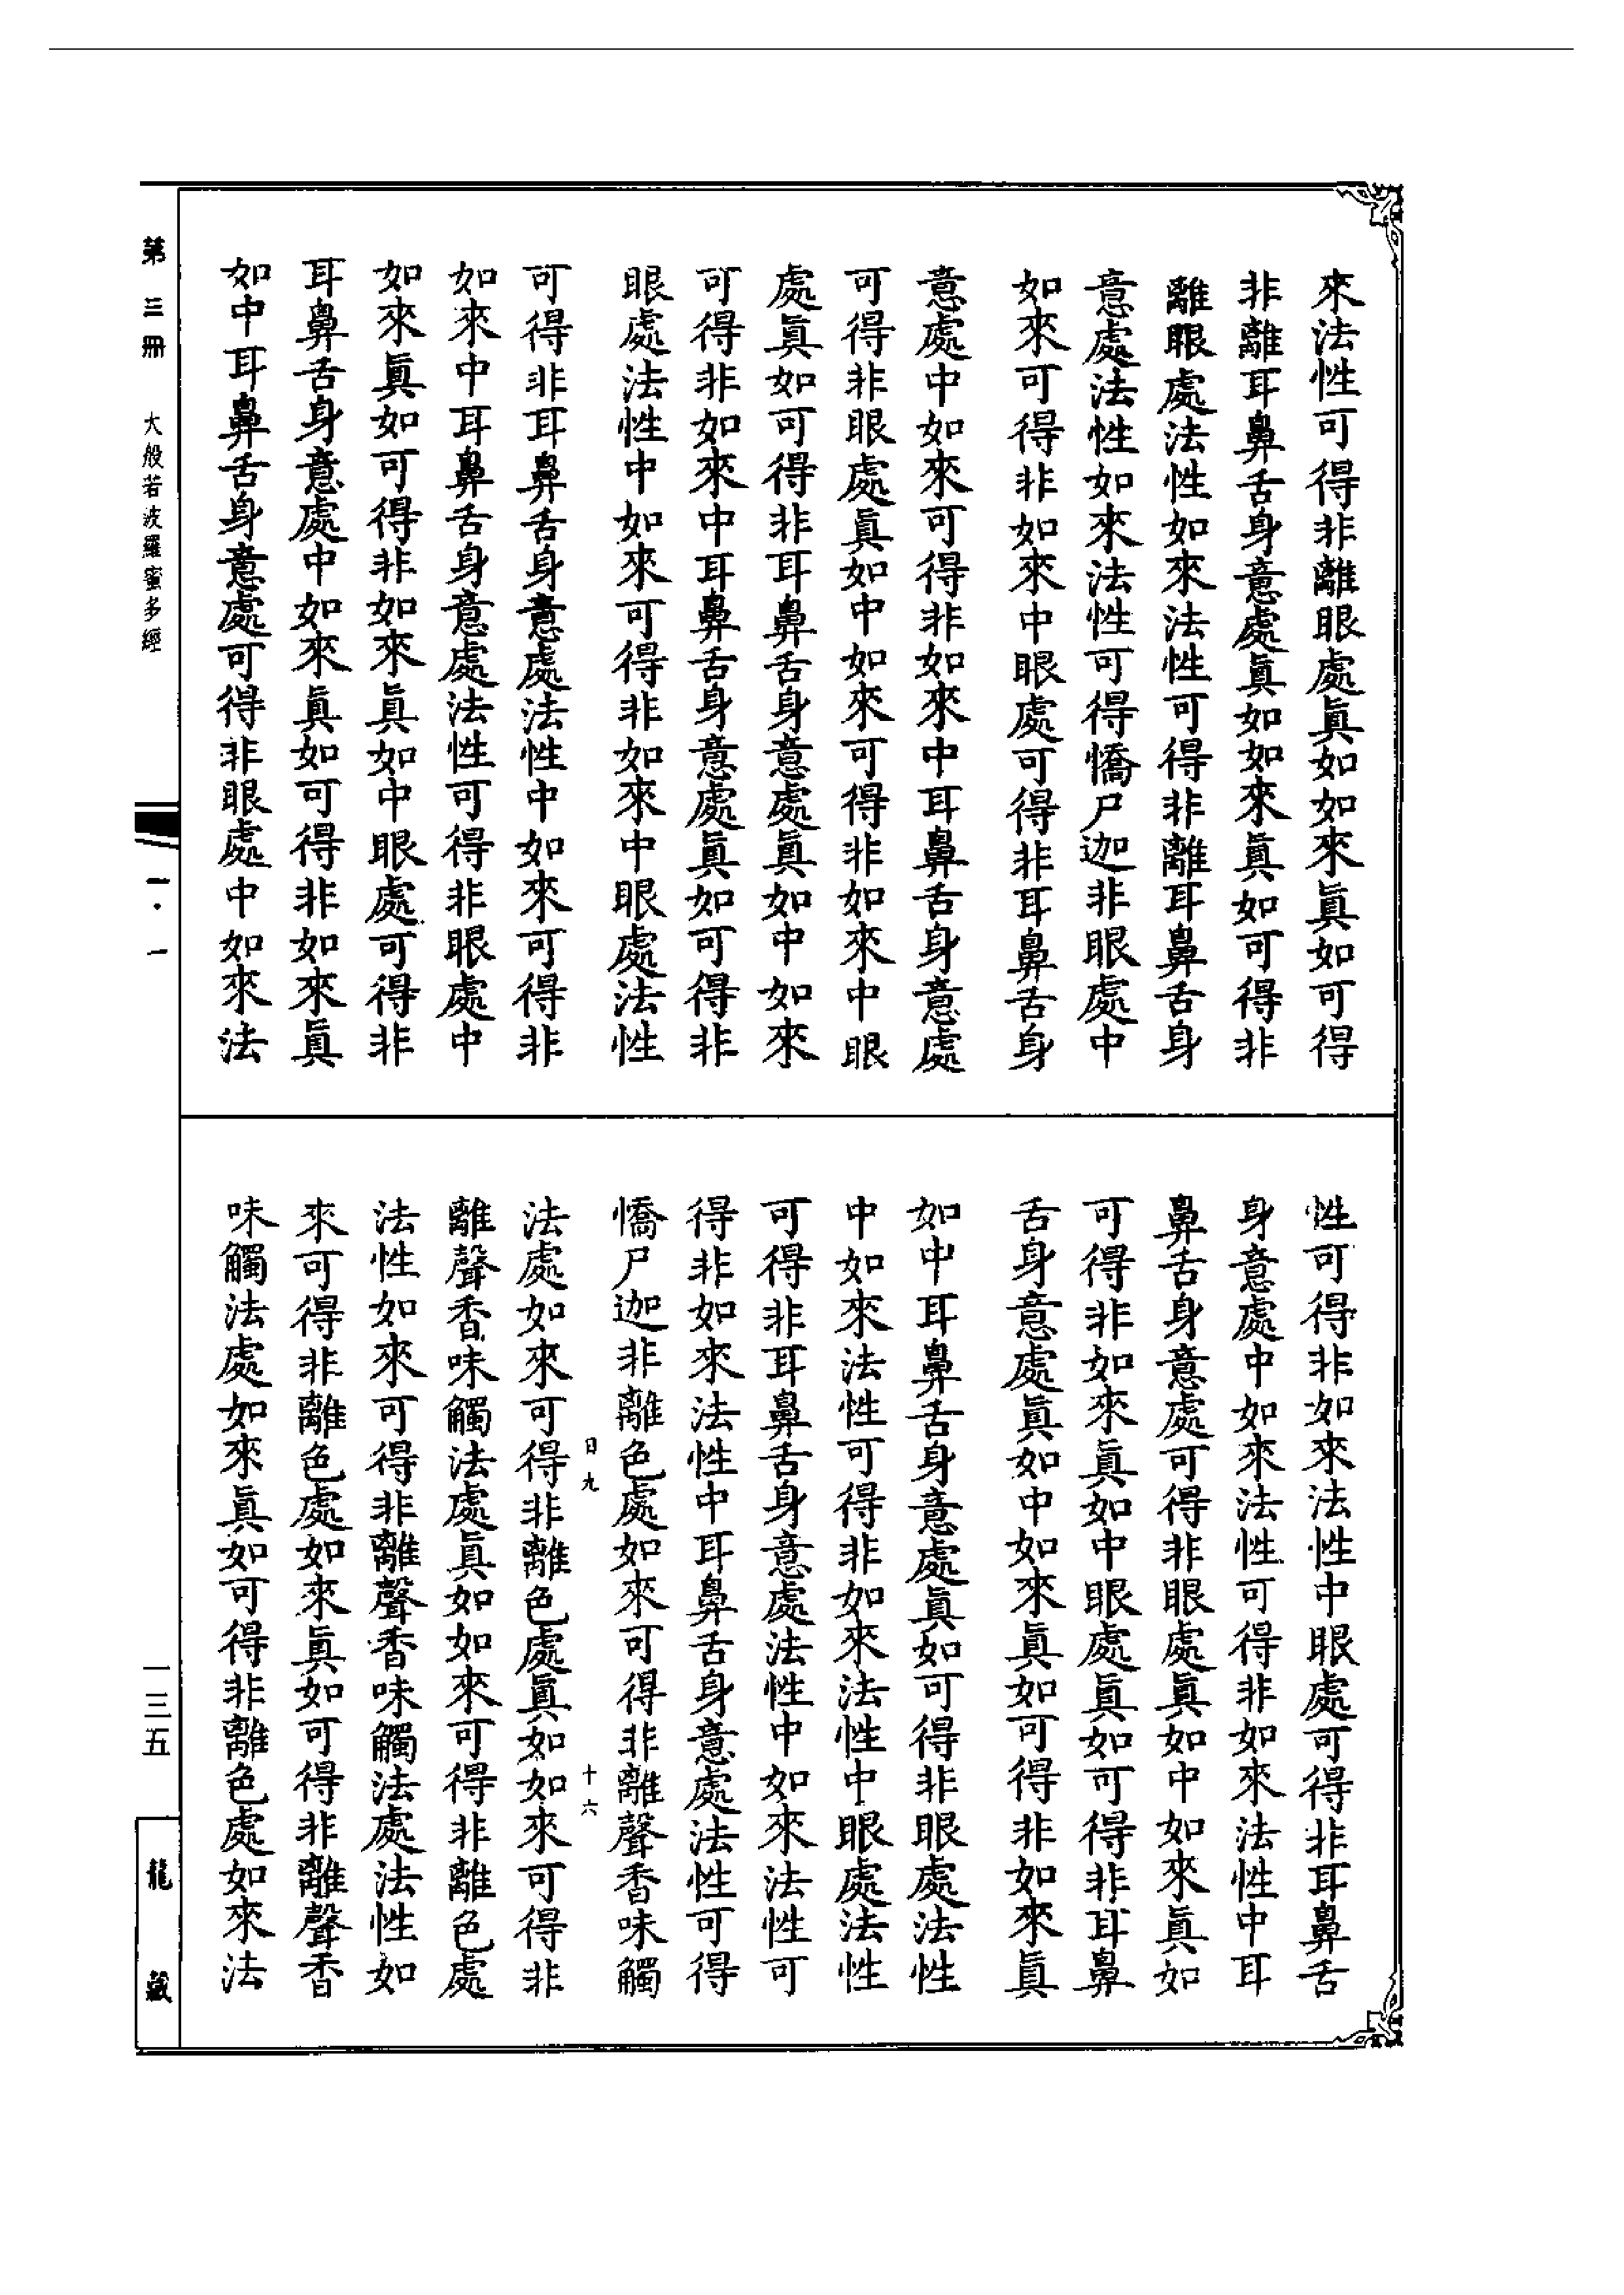 來法性可得非離眼處眞如如來眞如可得
非離耳鼻舌身意處眞如如來眞如可得非
離眼處法性如來法性可得非離耳鼻舌身
意處法性如來法性可得憍尸迦非眼處中
如來可得非如來中眼處可得非耳鼻舌身
意處中如來可得非如來中耳鼻舌身意處
可得非眼處眞如中如來可得非如來中眼
處眞如可得非耳鼻舌身意處眞如中如來
可得非如來中耳鼻舌身意處眞如可得非
眼處法性中如來可得非如來中眼處法性
可得非耳鼻舌身意處法性中如來可得非
如來中耳鼻舌身意處法性可得非眼處中
如來眞如可得非如來眞如中眼處可得非
耳鼻舌身意處中如來眞如可得非如來眞
如中耳鼻舌身意處可得非眼處中如來法
性可得非如來法性中眼處可得非耳鼻舌
身意處中如來法性可得非如來法性中耳
鼻舌身意處可得非眼處眞如中如來眞如
可得非如來眞如中眼處眞如可得非耳鼻
舌身意處眞如中如來眞如可得非如來眞
如中耳鼻舌身意處眞如可得非眼處法性
中如來法性可得非如來法性中眼處法性
可得非耳鼻舌身意處法性中如來法性可
得非如來法性中耳鼻舌身意處法性可得
憍尸迦非離色處如來可得非離聲香味觸
日九 十六
法處如來可得非離色處眞如如來可得非
離聲香味觸法處眞如如來可得非離色處
法性如來可得非離聲香味觸法處法性如
來可得非離色處如來眞如可得非離聲香
味觸法處如來眞如可得非離色處如來法
第三冊 大般若波羅蜜多經
一·一
一三五
龍藏